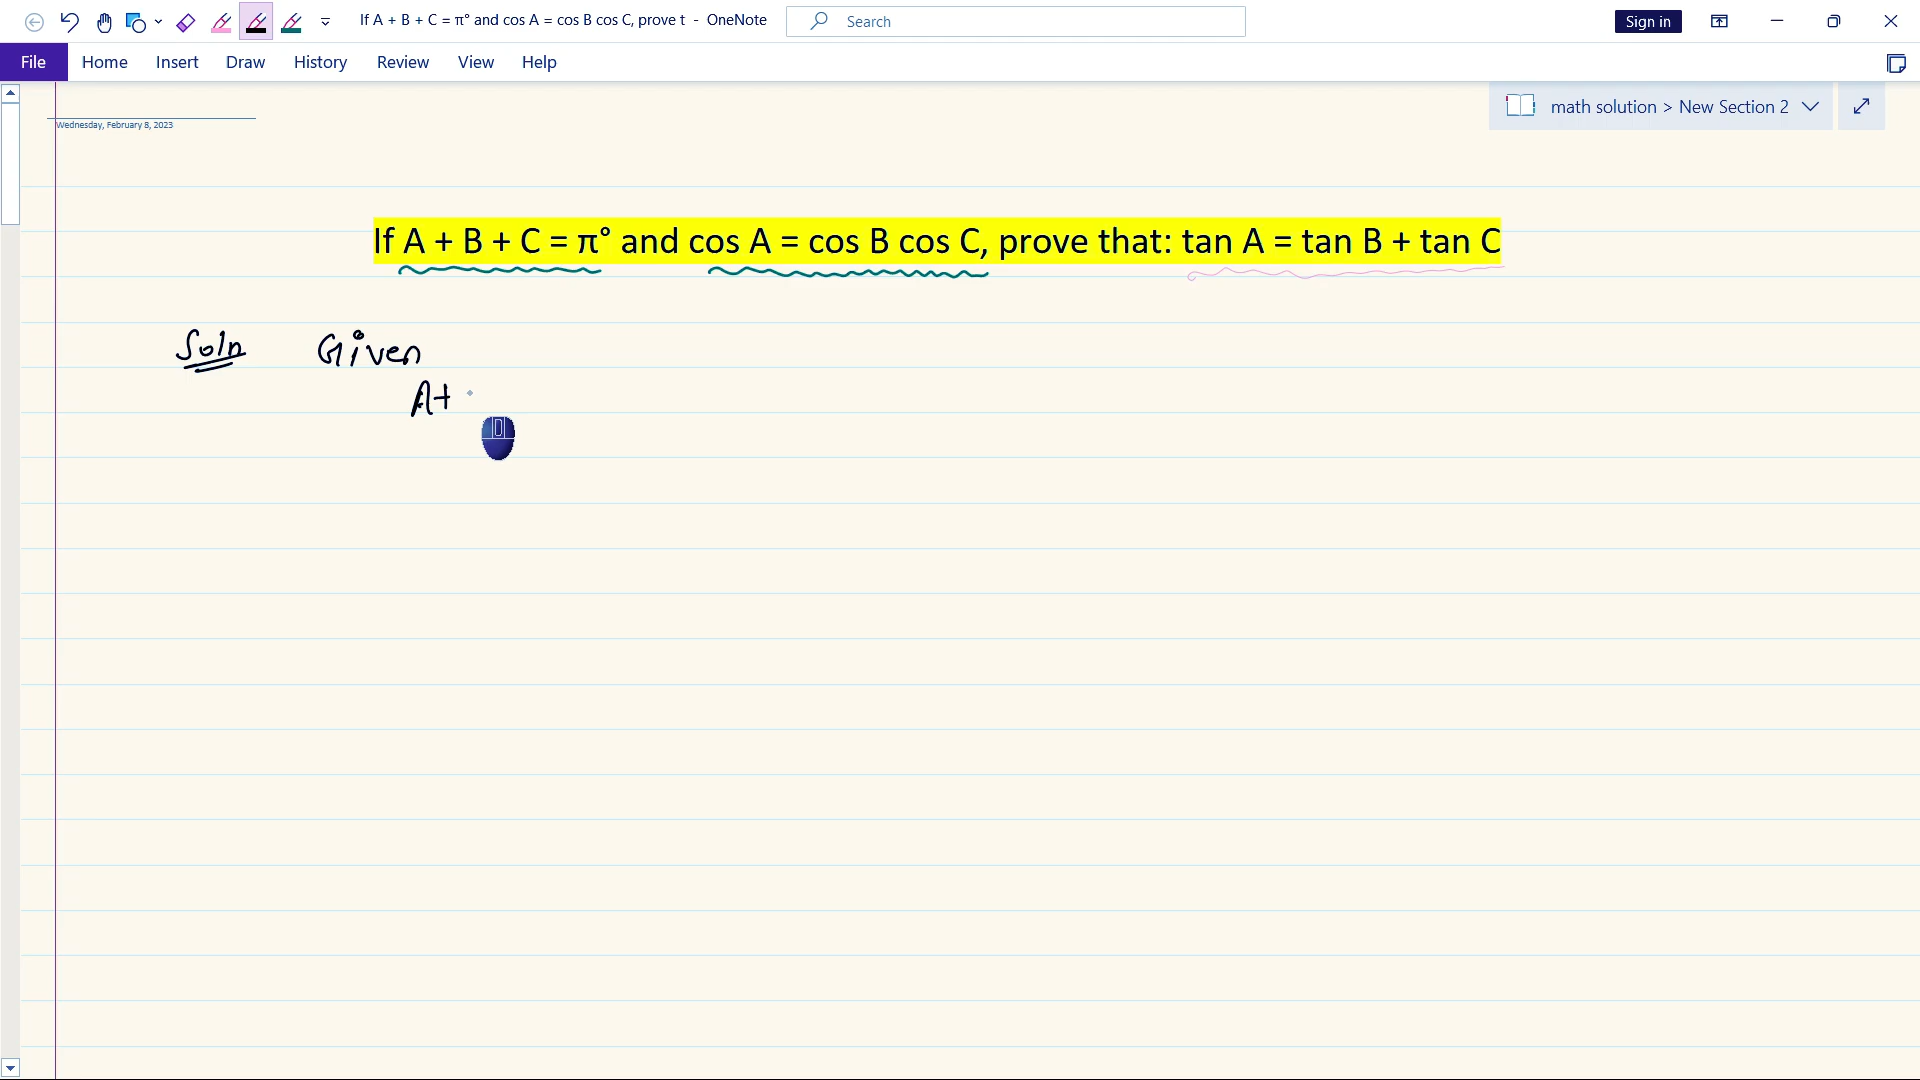 If A + B + C = π° and cos A = cos B cos C, prove t - OneNote
Search
Sign in
File Home Insert Draw History Review View Help
math solution > New Section 2
Wednesday, February 8, 2023
If A + B + C = π° and cos A = cos B cos C, prove that: tan A = tan B + tan C
Soln Given
A+